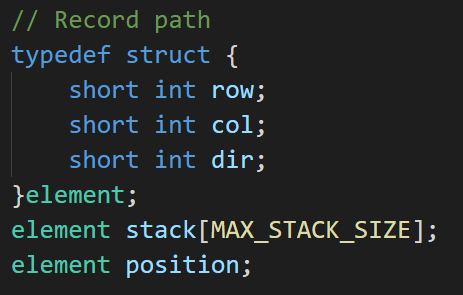 // Record path
typedef struct {
    short int row;
    short int col;
    short int dir;
}element;
element stack[MAX_STACK_SIZE];
element position;